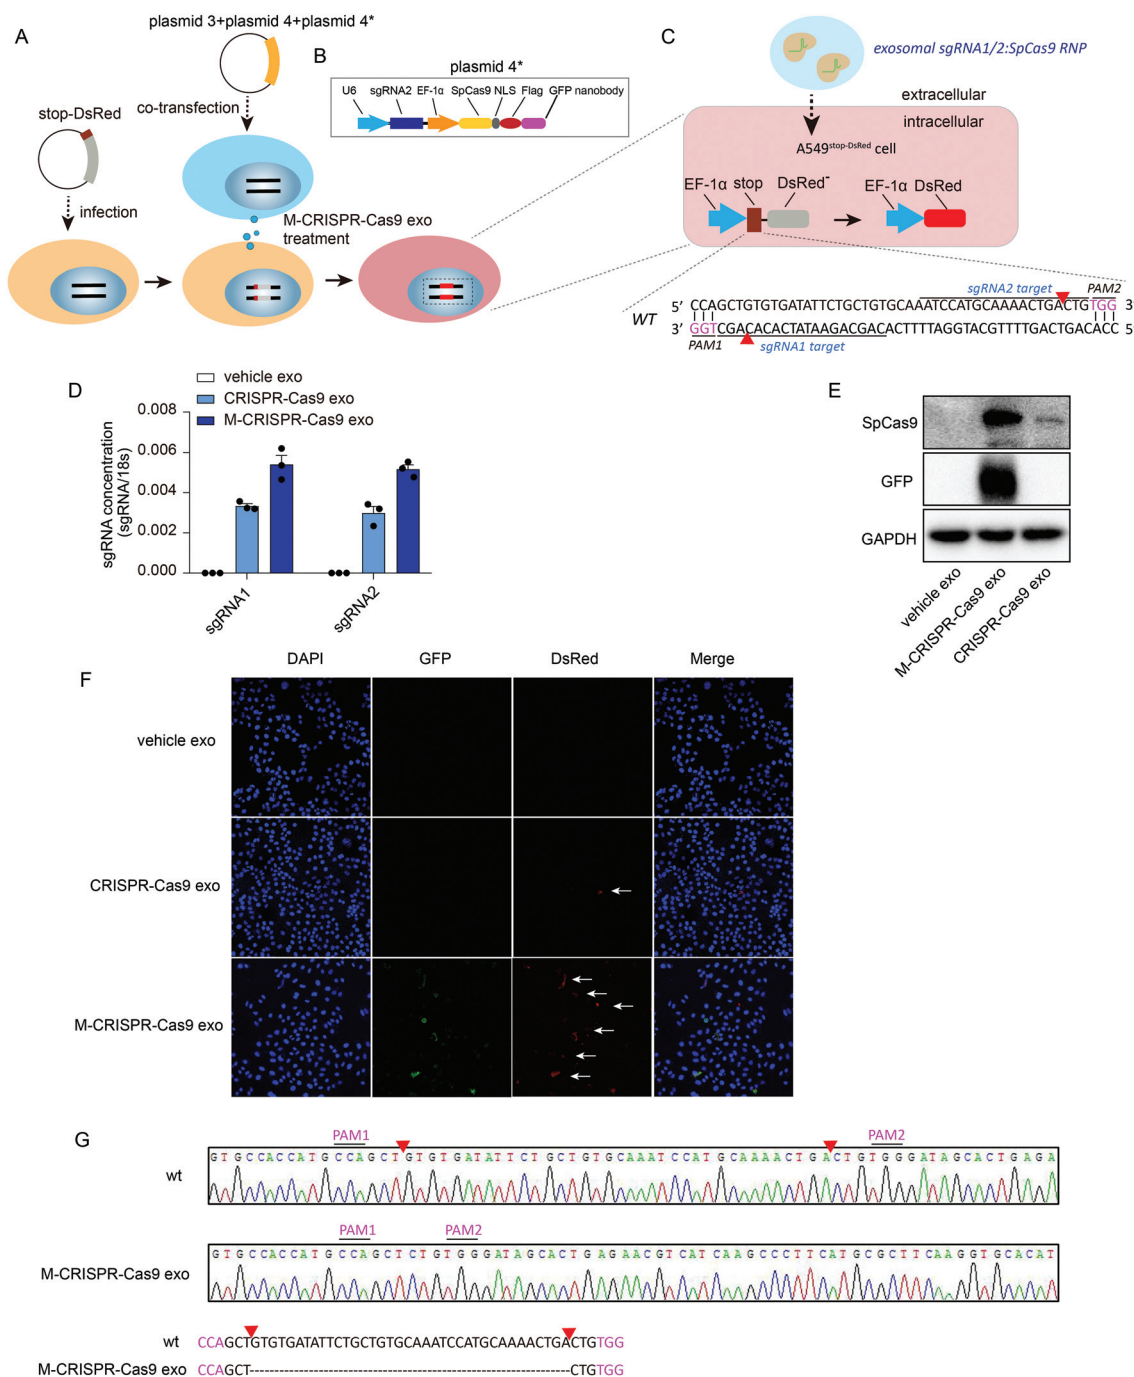 A
plasmid 3+plasmid 4+plasmid 4*
co-transfection
stop-DsRed
infection
M-CRISPR-Cas9 exo
treatment
B
plasmid 4*
U6 sgRNA2 EF-1α SpCas9 NLS Flag GFP nanobody
C
exosomal sgRNA1/2:SpCas9 RNP
extracellular
intracellular
A549stop-DsRed cell
EF-1α stop DsRed- EF-1α DsRed
sgRNA2 target PAM2
5’ CCAGCTGTGTGATATTCTGCTGTGCAAATCCATGCAAAACTGACTGTGG 3
WT
3’ GGTCGACACACTATAAGACGACACTTTTAGGTACGTTTTGACTGACACC 5
PAM1 sgRNA1 target
D
vehicle exo
CRISPR-Cas9 exo
M-CRISPR-Cas9 exo
sgRNA concentration
(sgRNA/18s)
0.008
0.006
0.004
0.002
0.000
sgRNA1 sgRNA2
E
SpCas9
GFP
GAPDH
vehicle exo
M-CRISPR-Cas9 exo
CRISPR-Cas9 exo
F
DAPI GFP DsRed Merge
vehicle exo
CRISPR-Cas9 exo
M-CRISPR-Cas9 exo
G
PAM1 PAM2
GTGCCACCATGCCAGCTGTGTGATATTCTGCTGTGCAAATCCATGCAAAACTGACTGTGGGATAGCACTGAGA
wt
PAM1 PAM2
GTGCCACCATGCCAGCTCTGTGGGATAGCACTGAGAACGTCATCAAGCCCTTCATGCGCTTCAAGGTGCACAT
M-CRISPR-Cas9 exo
wt CCAGCTGTGTGATATTCTGCTGTGCAAATCCATGCAAAACTGACTGTGG
M-CRISPR-Cas9 exo CCAGCT---------------------------------------CTGTGG